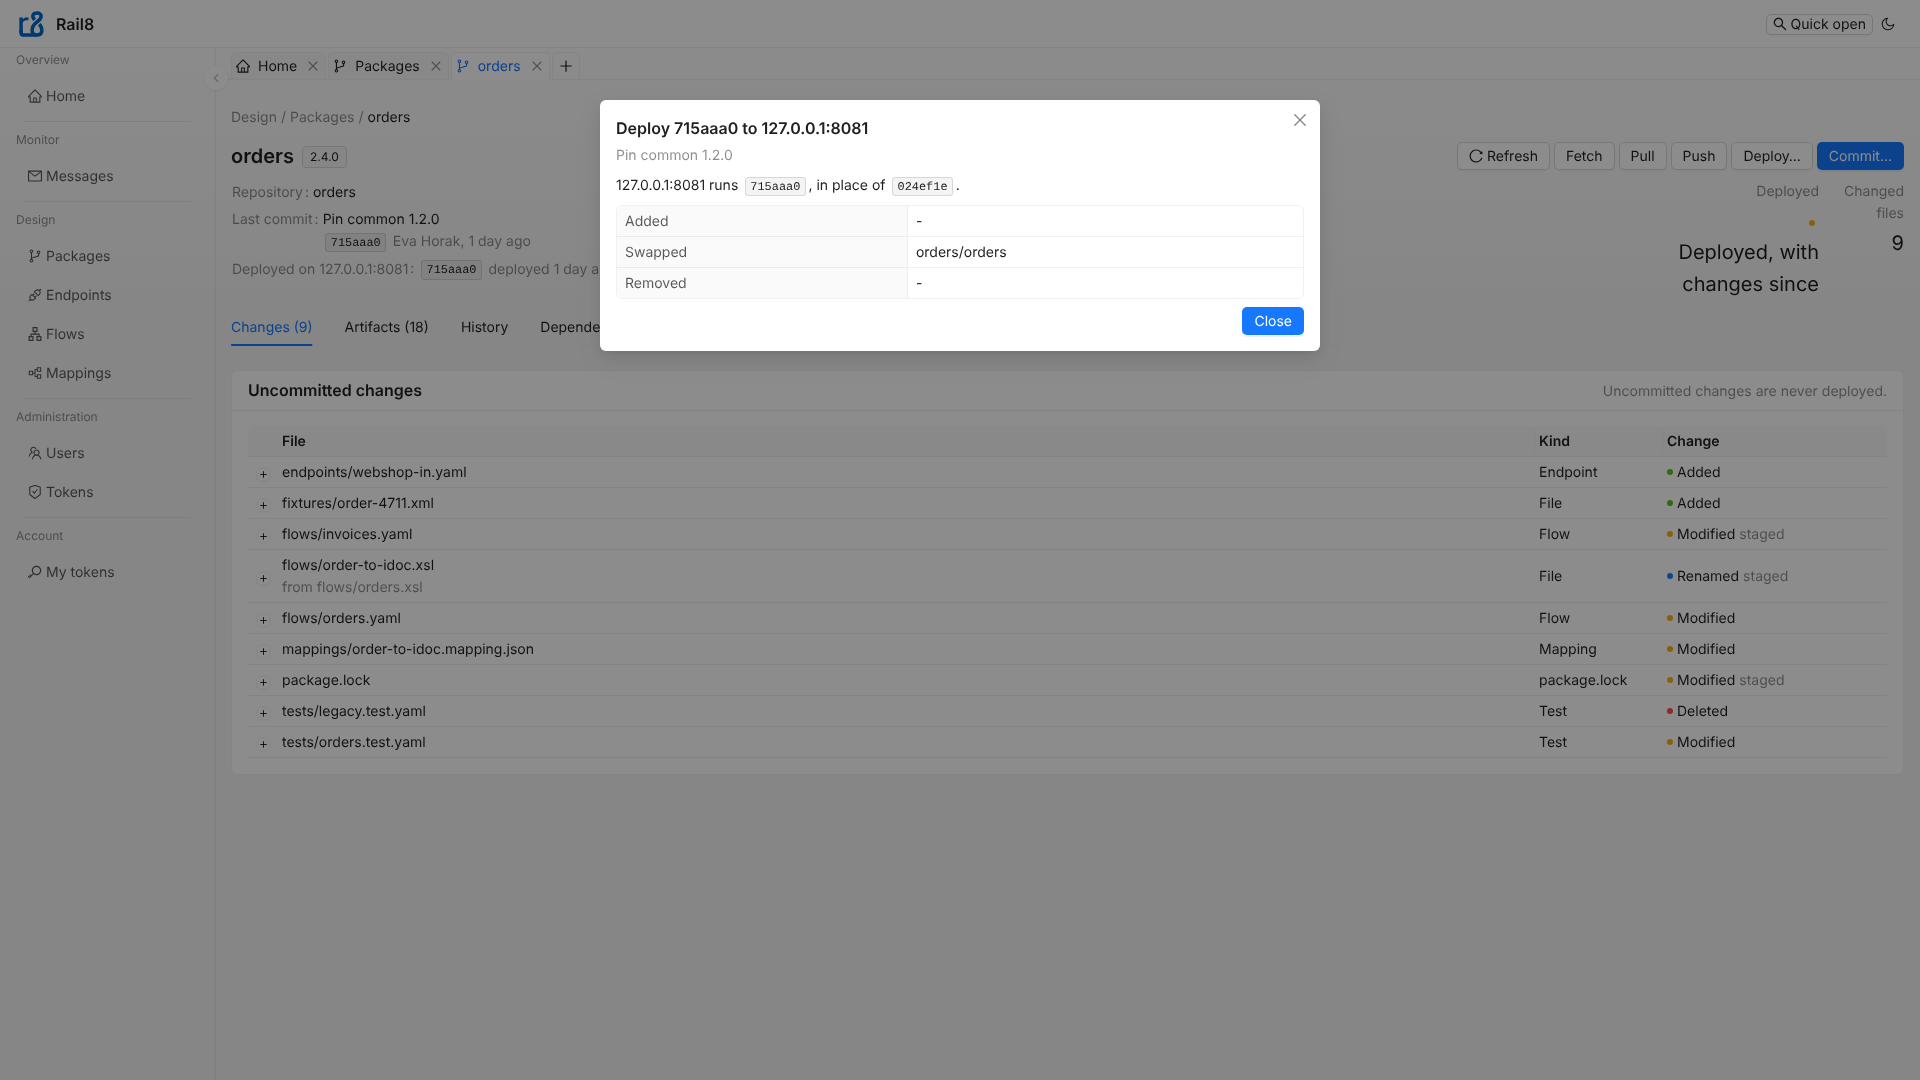 Rail8
Quick open
Overview
Home
Monitor
Messages
Design
Packages
Endpoints
Flows
Mappings
Administration
Users
Tokens
Account
My tokens
Home
Packages
orders
Design / Packages / orders
orders 2.4.0
Refresh
Fetch
Pull
Push
Deploy...
Commit...
Repository: orders
Last commit: Pin common 1.2.0
715aaa0 Eva Horak, 1 day ago
Deployed on 127.0.0.1:8081: 715aaa0 deployed 1 day a
Deployed
Deployed, with
changes since
Changed
files
9
Changes (9)
Artifacts (18)
History
Depende
Deploy 715aaa0 to 127.0.0.1:8081
Pin common 1.2.0
127.0.0.1:8081 runs 715aaa0, in place of 024ef1e.
Added -
Swapped orders/orders
Removed -
Close
Uncommitted changes
Uncommitted changes are never deployed.
File Kind Change
endpoints/webshop-in.yaml Endpoint Added
fixtures/order-4711.xml File Added
flows/invoices.yaml Flow Modified staged
flows/order-to-idoc.xsl
from flows/orders.xsl File Renamed staged
flows/orders.yaml Flow Modified
mappings/order-to-idoc.mapping.json Mapping Modified
package.lock package.lock Modified staged
tests/legacy.test.yaml Test Deleted
tests/orders.test.yaml Test Modified